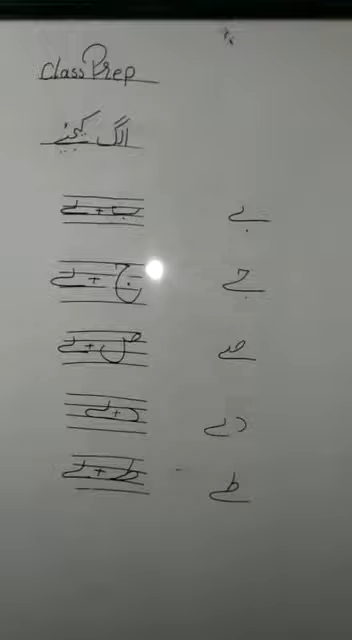 Class Prep
الگ کیجئے
بے ب + ے
جے ج + ے
صے ص + ے
دے د + ے
طے ط + ے